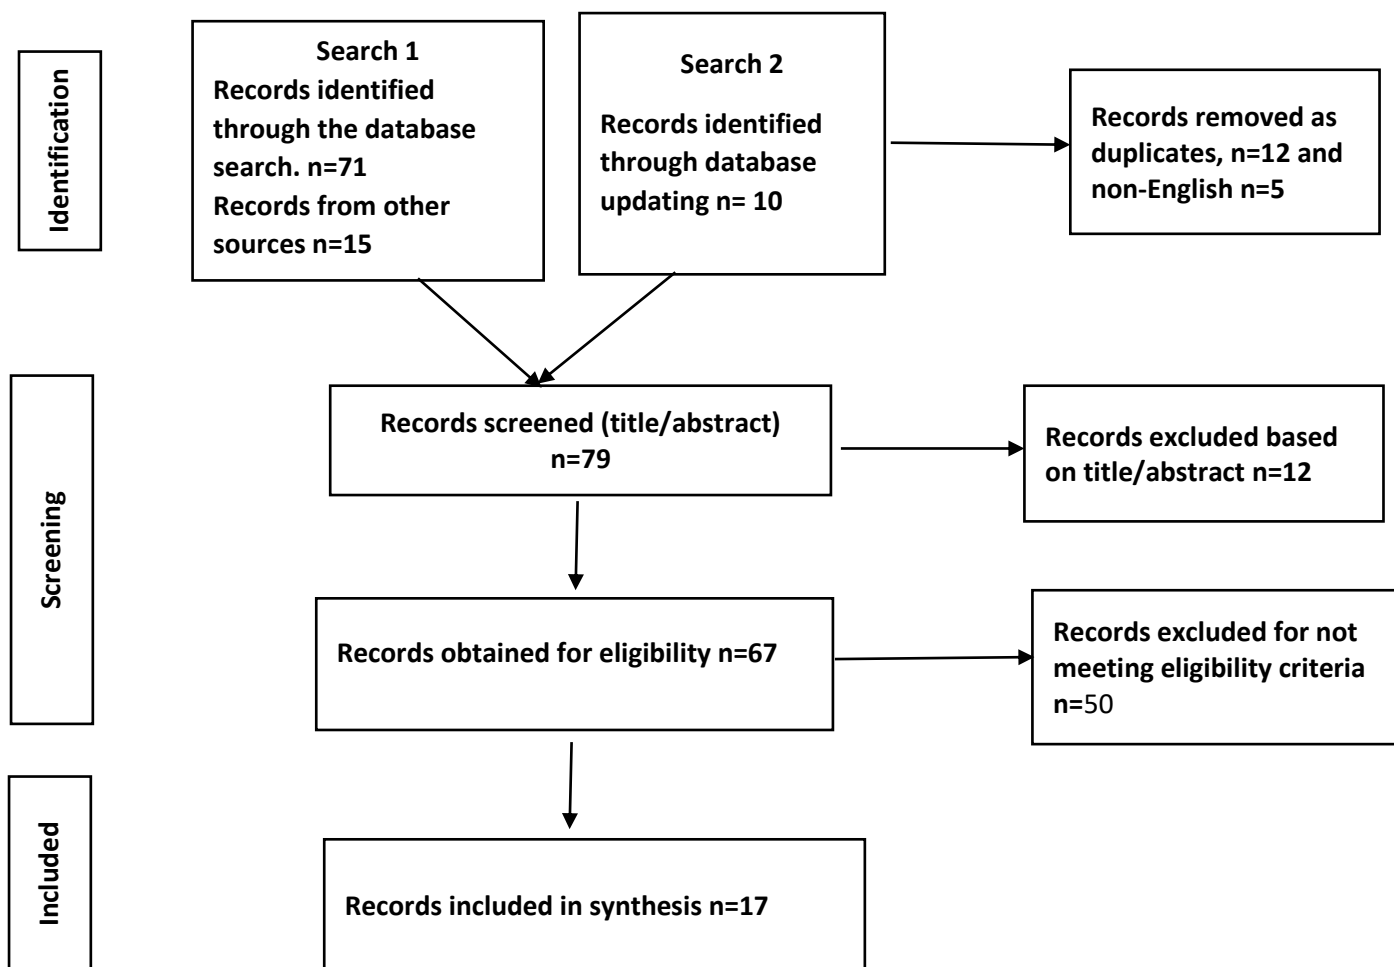 Identification
Search 1
Records identified
through the database
search. n=71
Records from other
sources n=15
Search 2
Records identified
through database
updating n= 10
Records removed as
duplicates, n=12 and
non-English n=5
Screening
Records screened (title/abstract)
n=79
Records excluded based
on title/abstract n=12
Records obtained for eligibility n=67
Records excluded for not
meeting eligibility criteria
n=50
Included
Records included in synthesis n=17